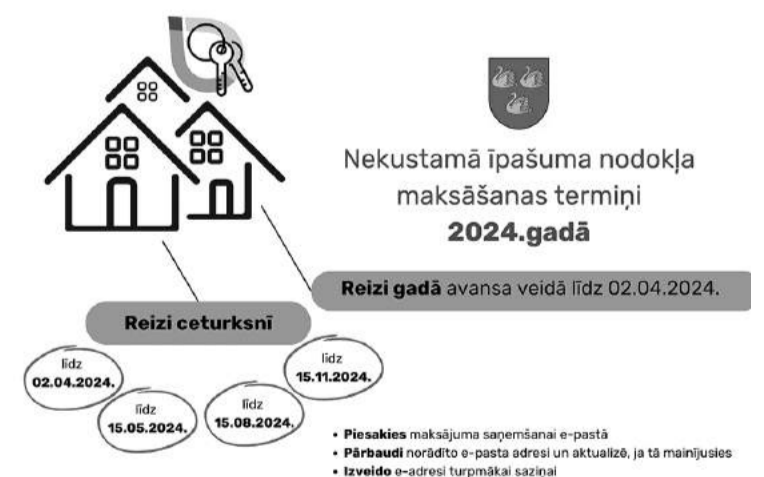 Nekustamā īpašuma nodokļa
maksāšanas termiņi
2024.gadā
Reizi gadā avansa veidā līdz 02.04.2024.
Reizi ceturksnī
līdz
02.04.2024.
līdz
15.05.2024.
līdz
15.08.2024.
līdz
15.11.2024.
• Piesakies maksājuma saņemšanai e-pastā
• Pārbaudi norādīto e-pasta adresi un aktualizē, ja tā mainījusies
• Izveido e-adresi turpmākai saziņai